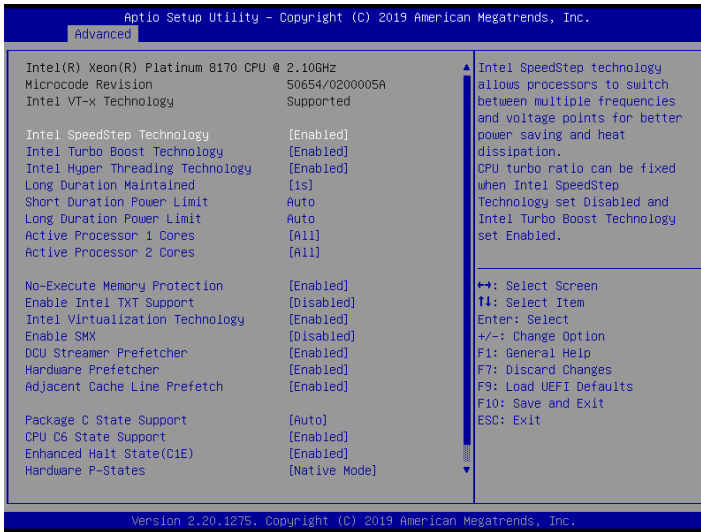 Aptio Setup Utility – Copyright (C) 2019 American Megatrends, Inc.
Advanced
Intel(R) Xeon(R) Platinum 8170 CPU @ 2.10GHz
Microcode Revision 50654/0200005A
Intel VT-x Technology Supported
Intel SpeedStep Technology [Enabled]
Intel Turbo Boost Technology [Enabled]
Intel Hyper Threading Technology [Enabled]
Long Duration Maintained [1s]
Short Duration Power Limit Auto
Long Duration Power Limit Auto
Active Processor 1 Cores [All]
Active Processor 2 Cores [All]
No-Execute Memory Protection [Enabled]
Enable Intel TXT Support [Disabled]
Intel Virtualization Technology [Enabled]
Enable SMX [Disabled]
DCU Streamer Prefetcher [Enabled]
Hardware Prefetcher [Enabled]
Adjacent Cache Line Prefetch [Enabled]
Package C State Support [Auto]
CPU C6 State Support [Enabled]
Enhanced Halt State(C1E) [Enabled]
Hardware P-States [Native Mode]
Intel SpeedStep technology
allows processors to switch
between multiple frequencies
and voltage points for better
power saving and heat
dissipation.
CPU turbo ratio can be fixed
when Intel SpeedStep
Technology set Disabled and
Intel Turbo Boost Technology
set Enabled.
↔: Select Screen
↑↓: Select Item
Enter: Select
+/-: Change Option
F1: General Help
F7: Discard Changes
F9: Load UEFI Defaults
F10: Save and Exit
ESC: Exit
Version 2.20.1275. Copyright (C) 2019 American Megatrends, Inc.